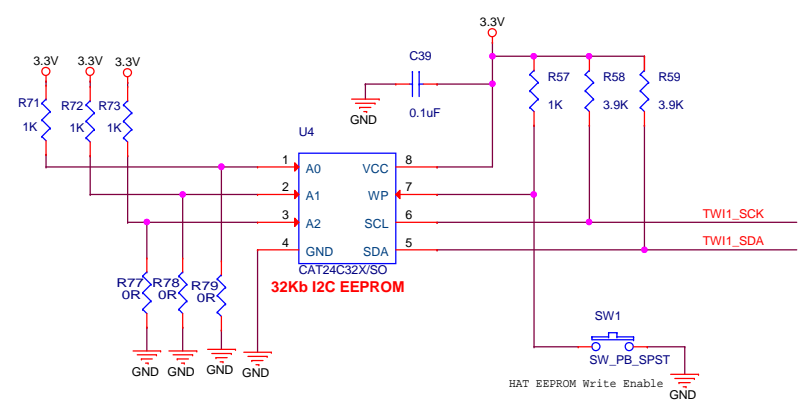 3.3V
3.3V 3.3V 3.3V
C39
R57 R58 R59
R71 R72 R73
1K 1K 1K
1K 3.9K 3.9K
0.1uF
GND
U4
1 A0 VCC 8
2 A1 WP 7
3 A2 SCL 6
TWI1_SCK
4 GND SDA 5
TWI1_SDA
CAT24C32X/SO
32Kb I2C EEPROM
R77 R78 R79
0R 0R 0R
SW1
SW_PB_SPST
GND GND GND GND
HAT EEPROM Write Enable
GND